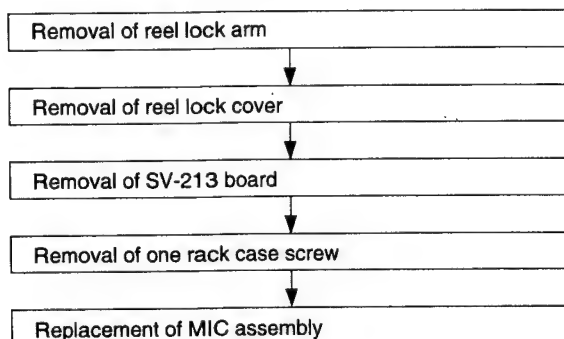 Removal of reel lock arm
Removal of reel lock cover
Removal of SV-213 board
Removal of one rack case screw
Replacement of MIC assembly